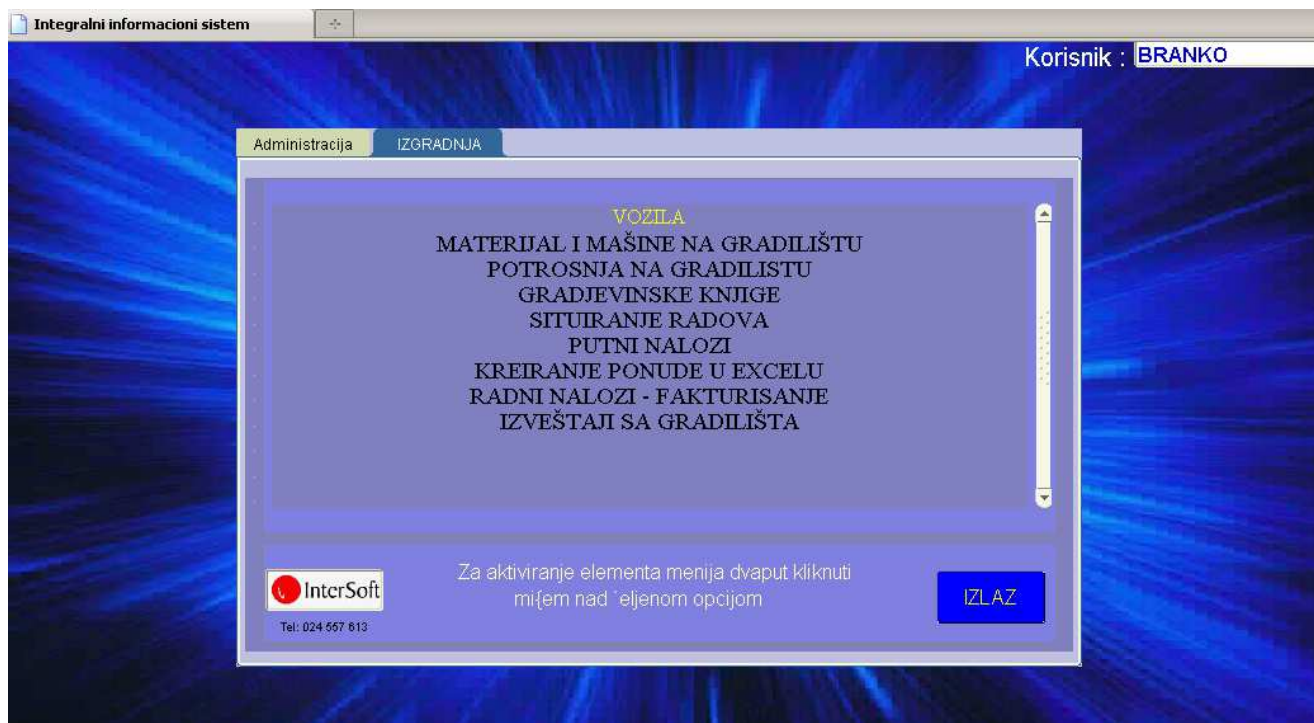 Integralni informacioni sistem
Korisnik : BRANKO
Administracija IZGRADNJA
VOZILA
MATERIJAL I MAŠINE NA GRADILIŠTU
POTROSNJA NA GRADILISTU
GRADJEVINSKE KNJIGE
SITUIRANJE RADOVA
PUTNI NALOZI
KREIRANJE PONUDE U EXCELU
RADNI NALOZI - FAKTURISANJE
IZVEŠTAJI SA GRADILIŠTA
Za aktiviranje elementa menija dvaput kliknuti
mi{em nad `eljenom opcijom
InterSoft
IZLAZ
Tel: 024 557 613